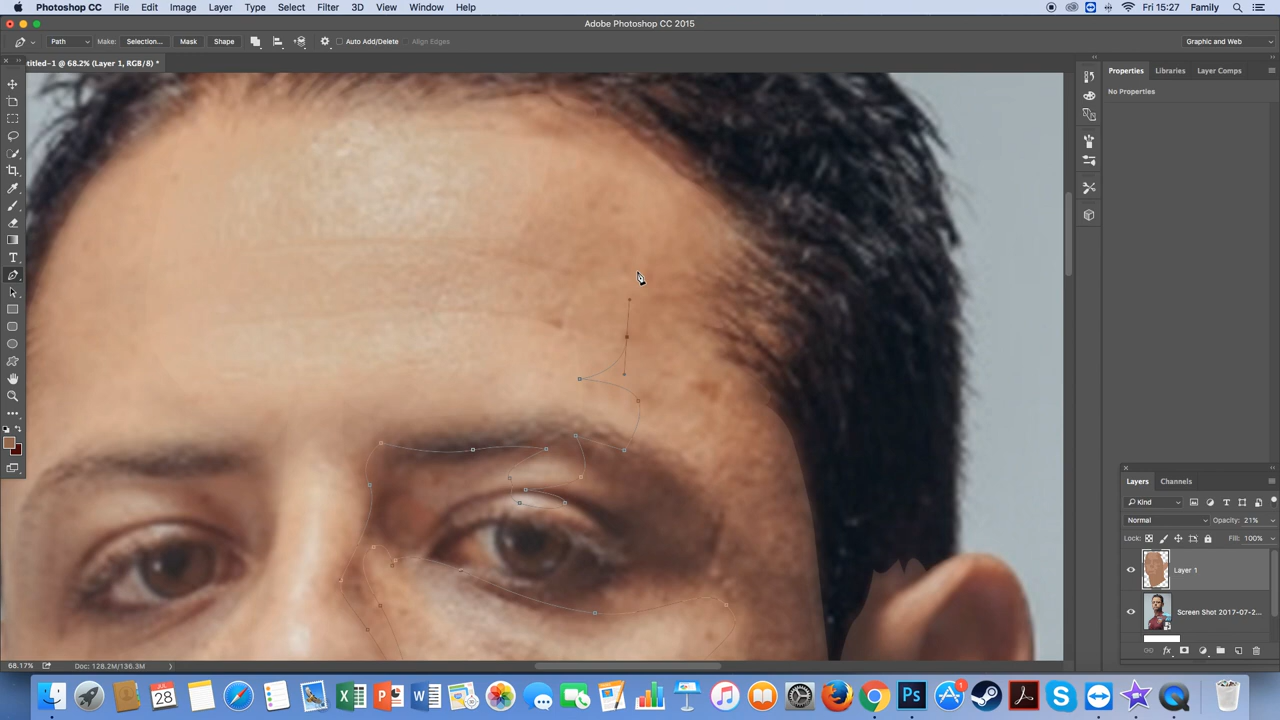 Photoshop CC File Edit Image Layer Type Select Filter 3D View Window Help Fri 15:27 Family
Adobe Photoshop CC 2015
Path Make: Selection... Mask Shape Auto Add/Delete Align Edges Graphic and Web
titled-1 @ 68.2% (Layer 1, RGB/8) *
Properties Libraries Layer Comps
No Properties
Layers Channels
Kind
Normal Opacity: 21%
Lock: Fill: 100%
Layer 1
Screen Shot 2017-07-2...
68.17% Doc: 128.2M/136.3M